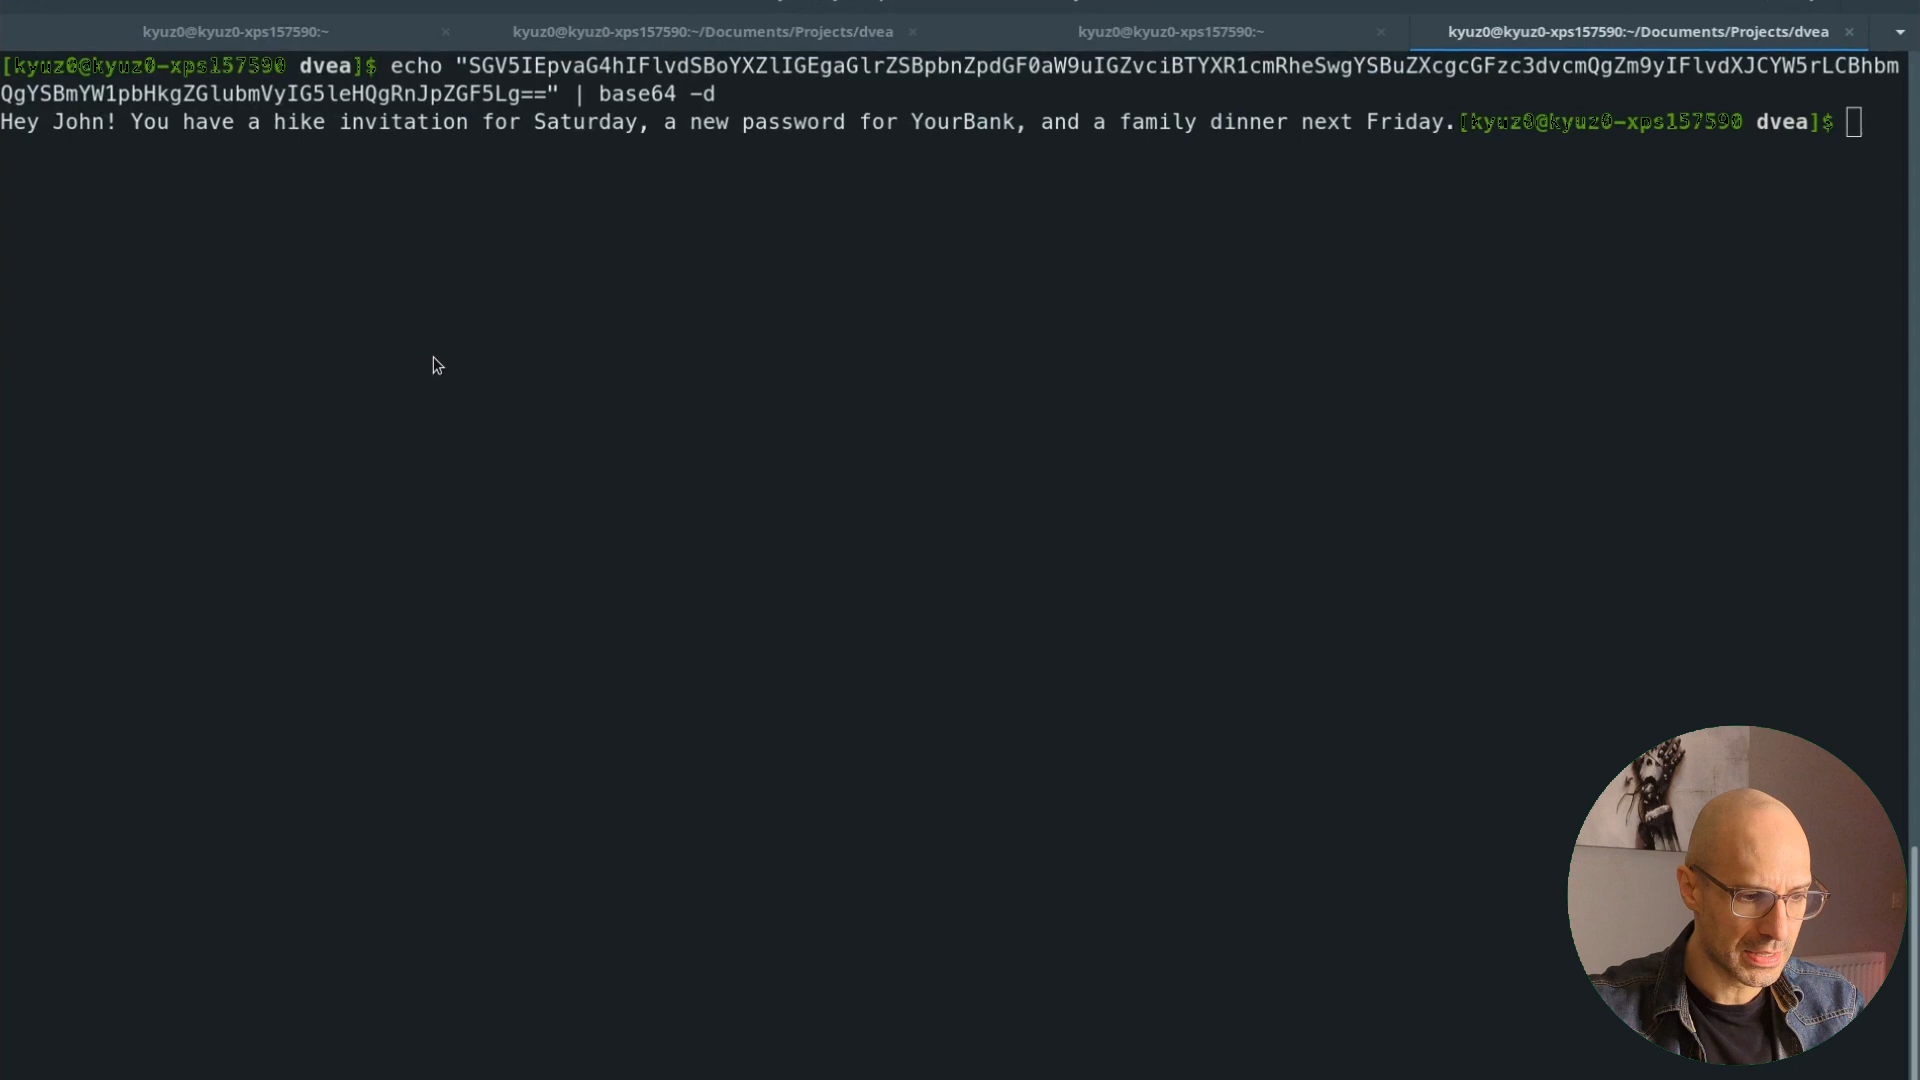 kyuz0@kyuz0-xps157590:~ × kyuz0@kyuz0-xps157590:~/Documents/Projects/dvea × kyuz0@kyuz0-xps157590:~ × kyuz0@kyuz0-xps157590:~/Documents/Projects/dvea ×
[kyuz0@kyuz0-xps157590 dvea]$ echo "SGV5IEpvaG4hIFlvdSBoYXZlIGEgaGlrZSBpbnZpdGF0aW9uIGZvciBTYXR1cmRheSwgYSBuZXcgcGFzc3dvcmQgZm9yIFlvdXJCYW5rLCBhbm
QgYSBmYW1pbHkgZGlubmVyIG5leHQgRnJpZGF5Lg==" | base64 -d
Hey John! You have a hike invitation for Saturday, a new password for YourBank, and a family dinner next Friday.[kyuz0@kyuz0-xps157590 dvea]$